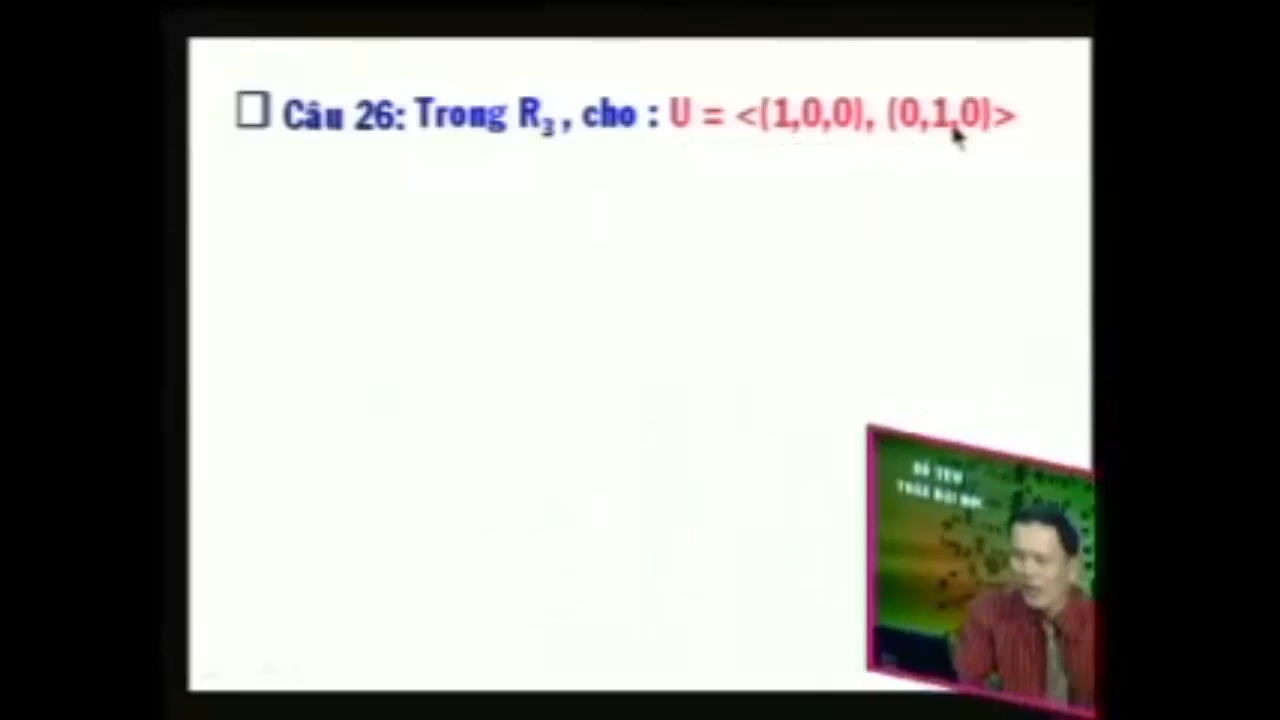 Câu 26: Trong R₃, cho : U = <(1,0,0), (0,1,0)>